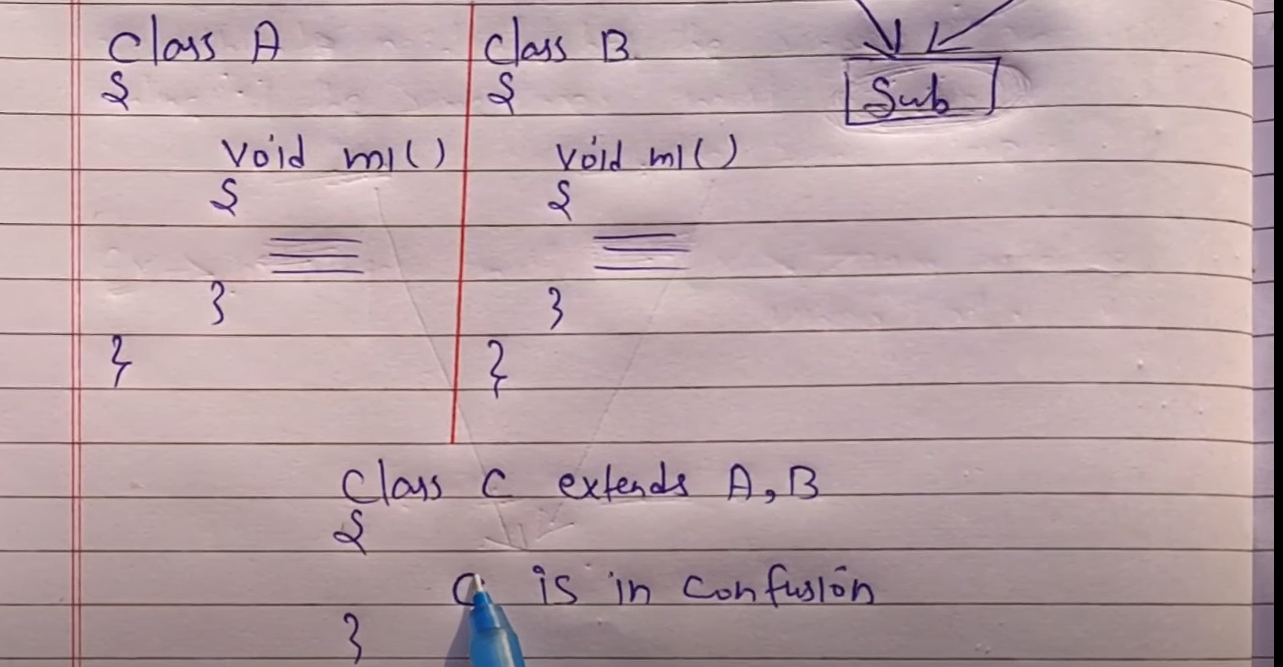 Class A
{
void m1()
{
}
}
Class B
{
void m1()
{
}
}
Sub
Class C extends A, B
{
C is in confusion
}